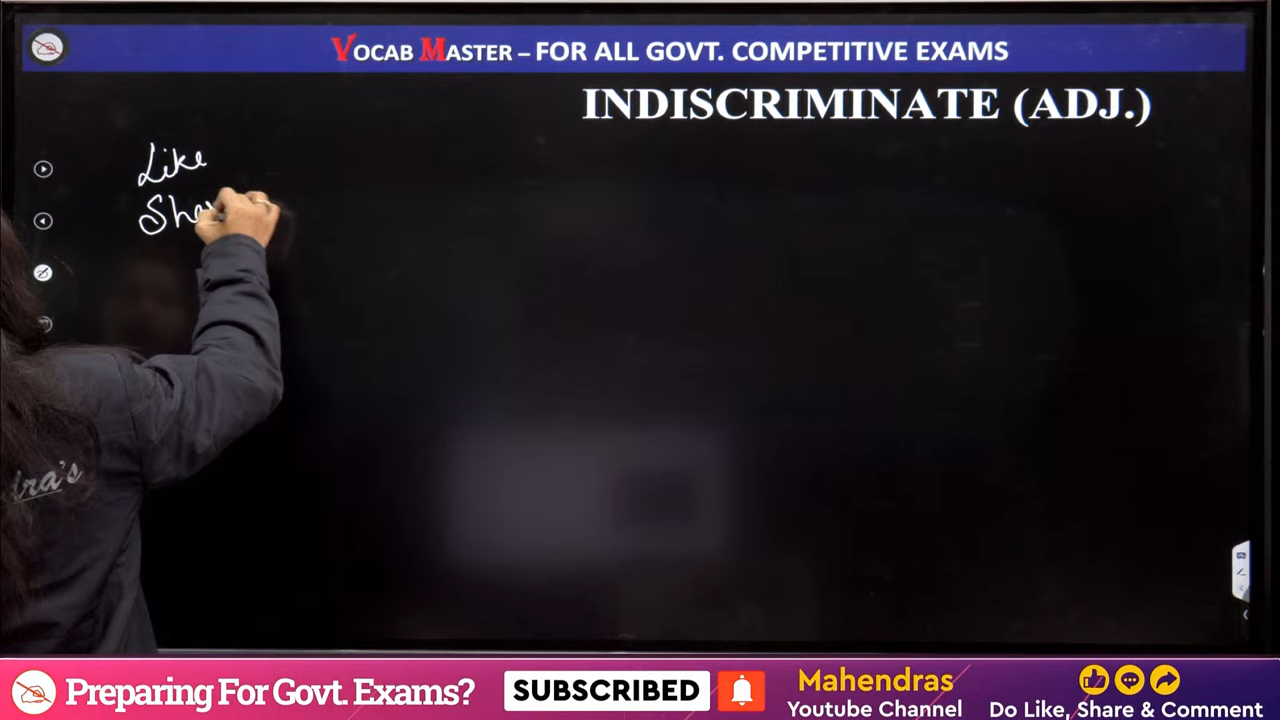 VOCAB MASTER – FOR ALL GOVT. COMPETITIVE EXAMS
INDISCRIMINATE (ADJ.)
Like
Preparing For Govt. Exams?
SUBSCRIBED
Mahendras
Youtube Channel
Do Like, Share & Comment